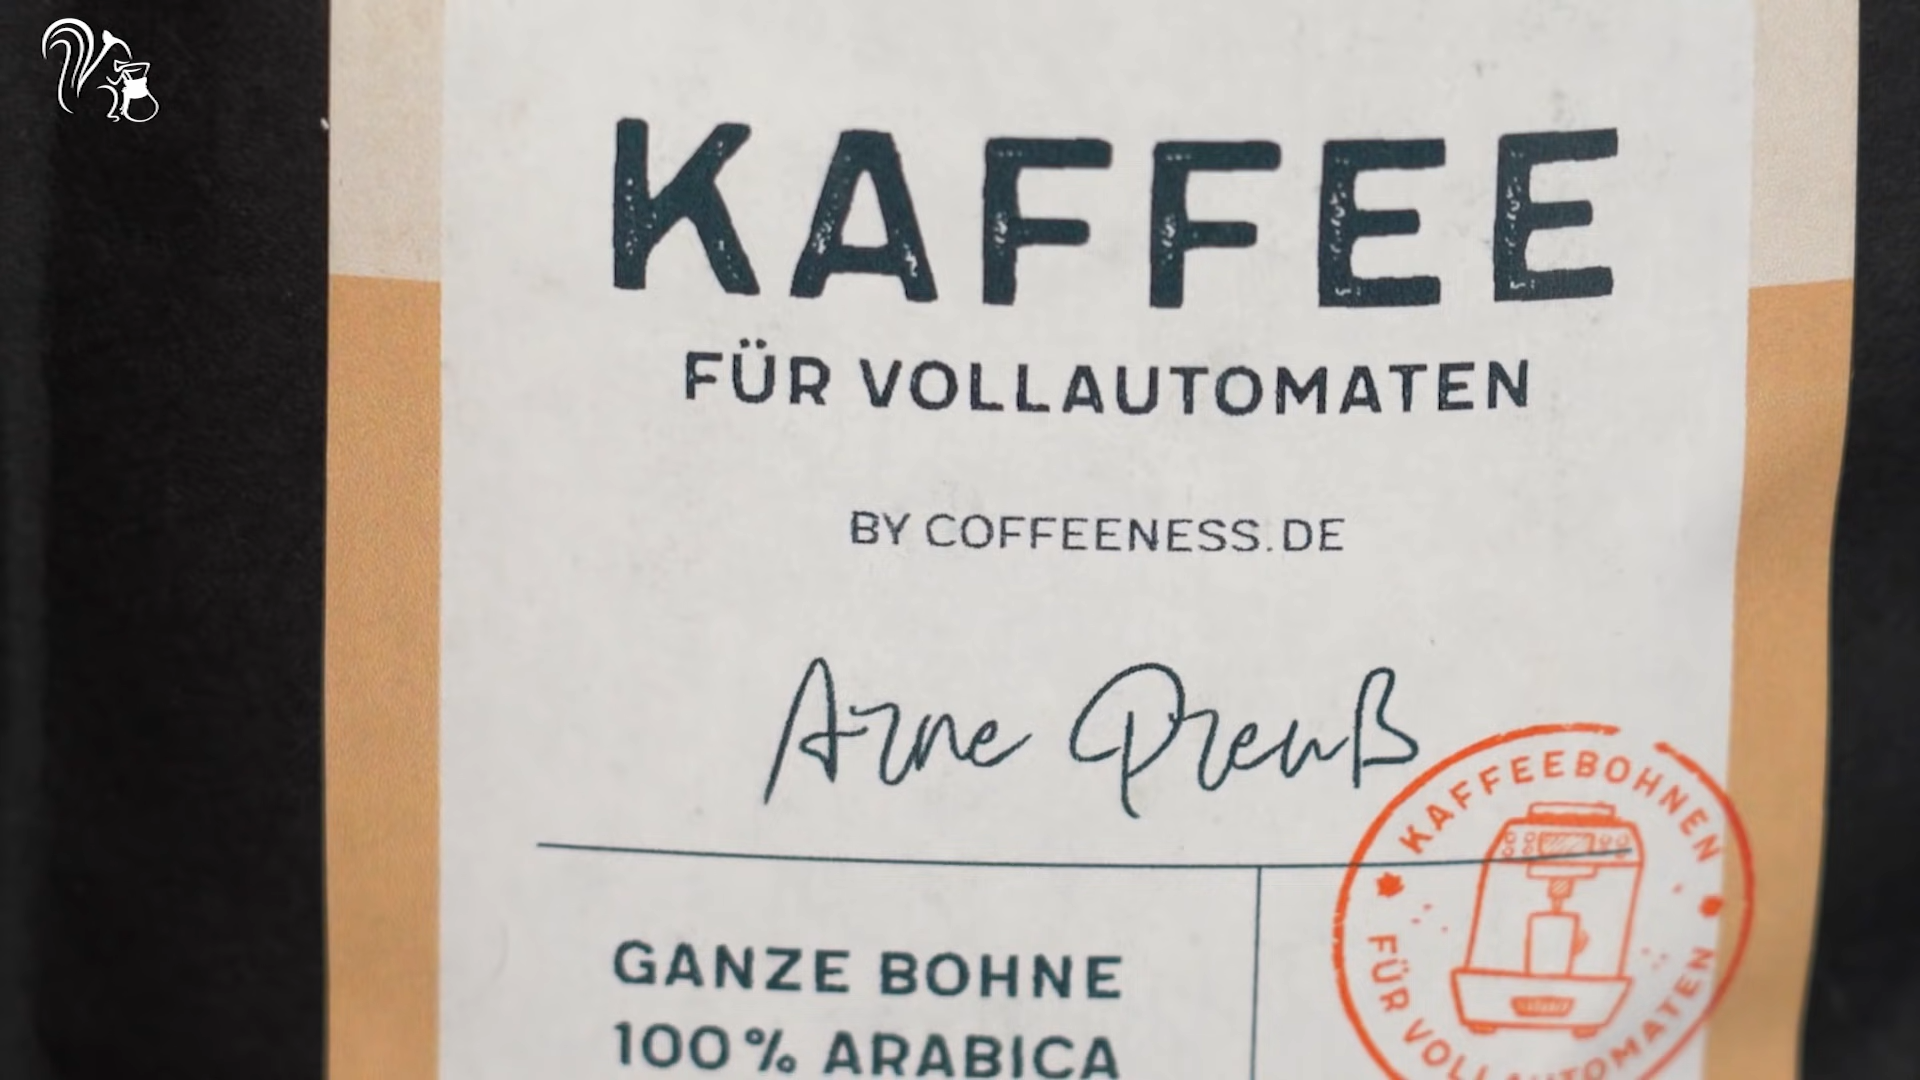 KAFFEE
FÜR VOLLAUTOMATEN
BY COFFEENESS.DE
Arne Preuß
KAFFEEBOHNEN
FÜR VOLLAUTOMATEN
GANZE BOHNE
100% ARABICA